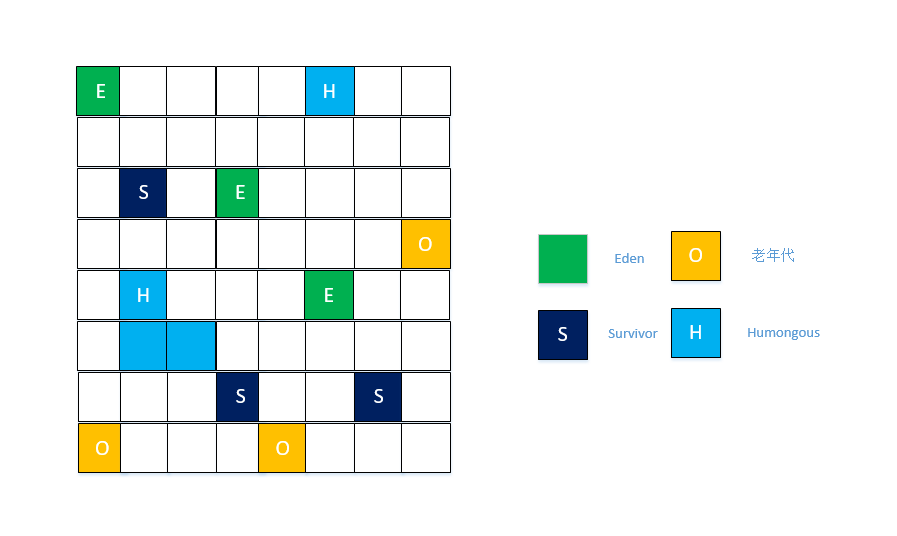 E H
S E
O
H E
S S
O O
Eden O 老年代
S Survivor H Humongous